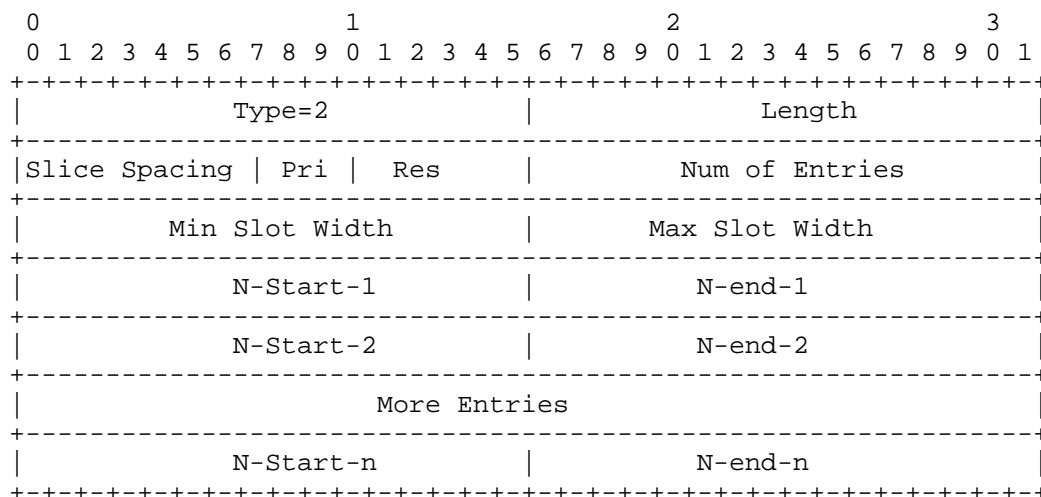 0                   1                   2                   3
 0 1 2 3 4 5 6 7 8 9 0 1 2 3 4 5 6 7 8 9 0 1 2 3 4 5 6 7 8 9 0 1
+-+-+-+-+-+-+-+-+-+-+-+-+-+-+-+-+-+-+-+-+-+-+-+-+-+-+-+-+-+-+-+-+
|             Type=2            |              Length           |
+---------------------------------------------------------------+
|Slice Spacing | Pri |  Res     |         Num of Entries        |
+---------------------------------------------------------------+
|         Min Slot Width        |       Max Slot Width          |
+---------------------------------------------------------------+
|             N-Start-1         |          N-end-1              |
+---------------------------------------------------------------+
|             N-Start-2         |          N-end-2              |
+---------------------------------------------------------------+
|                      More Entries                             |
+---------------------------------------------------------------+
|             N-Start-n         |          N-end-n              |
+-+-+-+-+-+-+-+-+-+-+-+-+-+-+-+-+-+-+-+-+-+-+-+-+-+-+-+-+-+-+-+-+